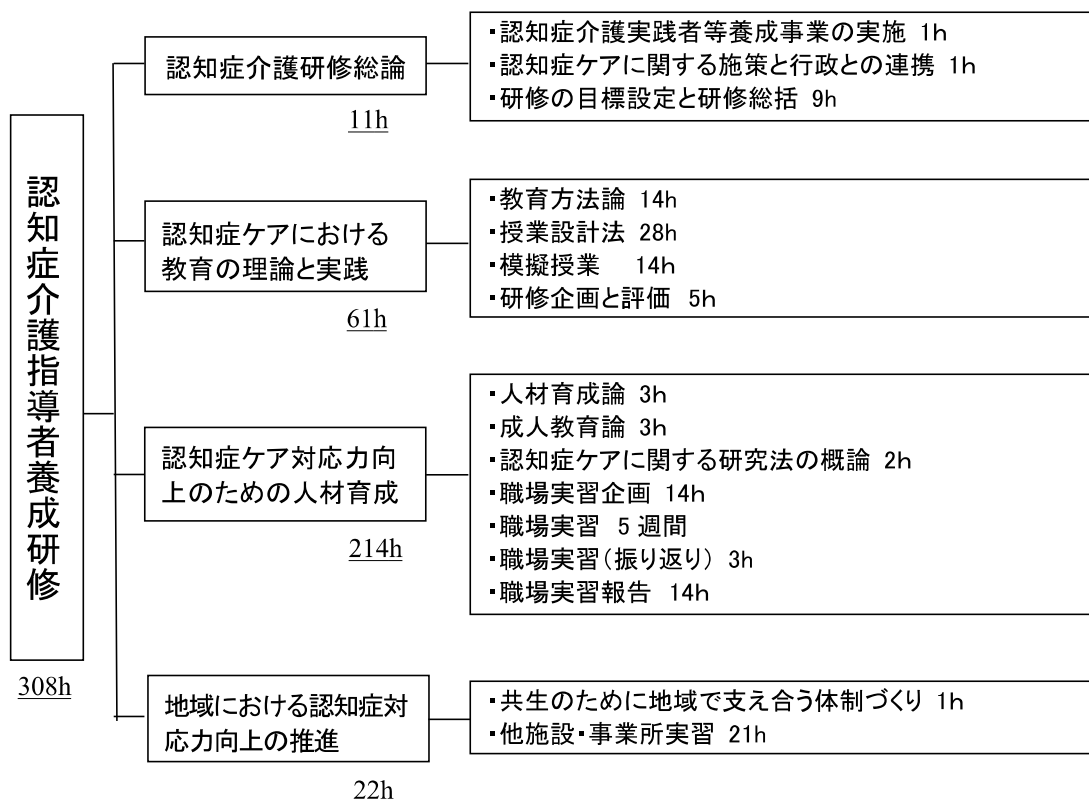 認知症介護指導者養成研修
308h
認知症介護研修総論
11h
・認知症介護実践者等養成事業の実施 1h
・認知症ケアに関する施策と行政との連携 1h
・研修の目標設定と研修総括 9h
認知症ケアにおける
教育の理論と実践
61h
・教育方法論 14h
・授業設計法 28h
・模擬授業 14h
・研修企画と評価 5h
認知症ケア対応力向
上のための人材育成
214h
・人材育成論 3h
・成人教育論 3h
・認知症ケアに関する研究法の概論 2h
・職場実習企画 14h
・職場実習 5週間
・職場実習(振り返り) 3h
・職場実習報告 14h
地域における認知症対
応力向上の推進
22h
・共生のために地域で支え合う体制づくり 1h
・他施設・事業所実習 21h